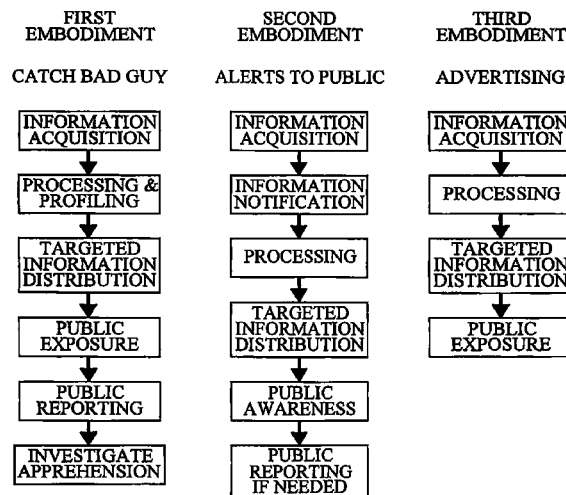 FIRST
EMBODIMENT
CATCH BAD GUY
INFORMATION
ACQUISITION
PROCESSING &
PROFILING
TARGETED
INFORMATION
DISTRIBUTION
PUBLIC
EXPOSURE
PUBLIC
REPORTING
INVESTIGATE
APPREHENSION
SECOND
EMBODIMENT
ALERTS TO PUBLIC
INFORMATION
ACQUISITION
INFORMATION
NOTIFICATION
PROCESSING
TARGETED
INFORMATION
DISTRIBUTION
PUBLIC
AWARENESS
PUBLIC
REPORTING
IF NEEDED
THIRD
EMBODIMENT
ADVERTISING
INFORMATION
ACQUISITION
PROCESSING
TARGETED
INFORMATION
DISTRIBUTION
PUBLIC
EXPOSURE